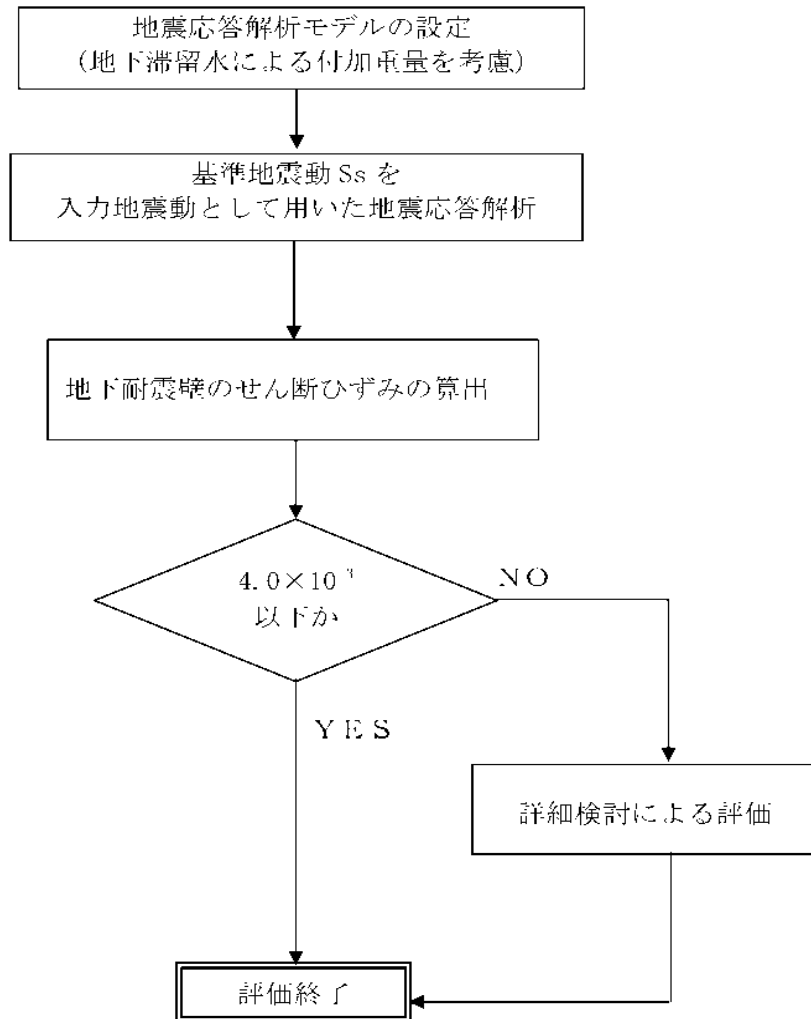 地震応答解析モデルの設定
（地下滞留水による付加重量を考慮）
基準地震動 Ss を
入力地震動として用いた地震応答解析
地下耐震壁のせん断ひずみの算出
4.0×10⁻³
以下か
NO
YES
詳細検討による評価
評価終了